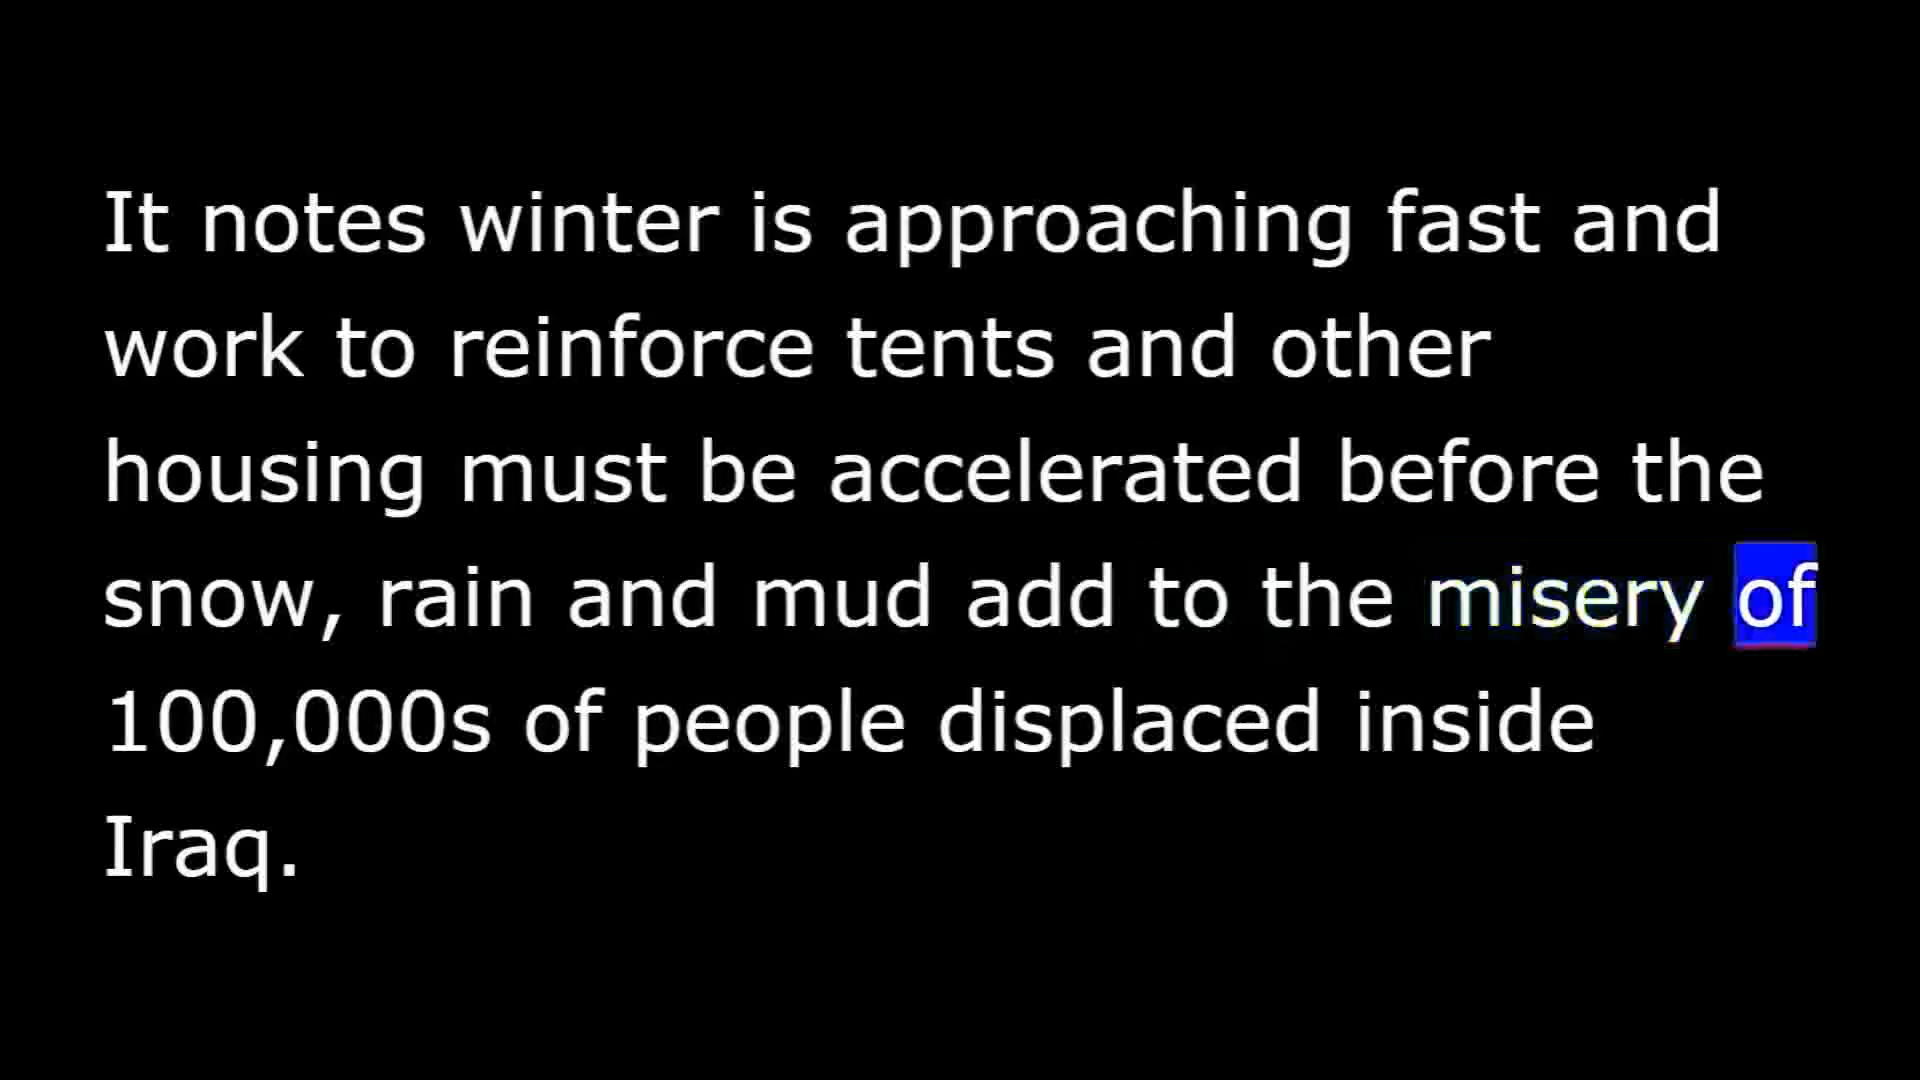 It notes winter is approaching fast and
work to reinforce tents and other
housing must be accelerated before the
snow, rain and mud add to the misery of
100,000s of people displaced inside
Iraq.